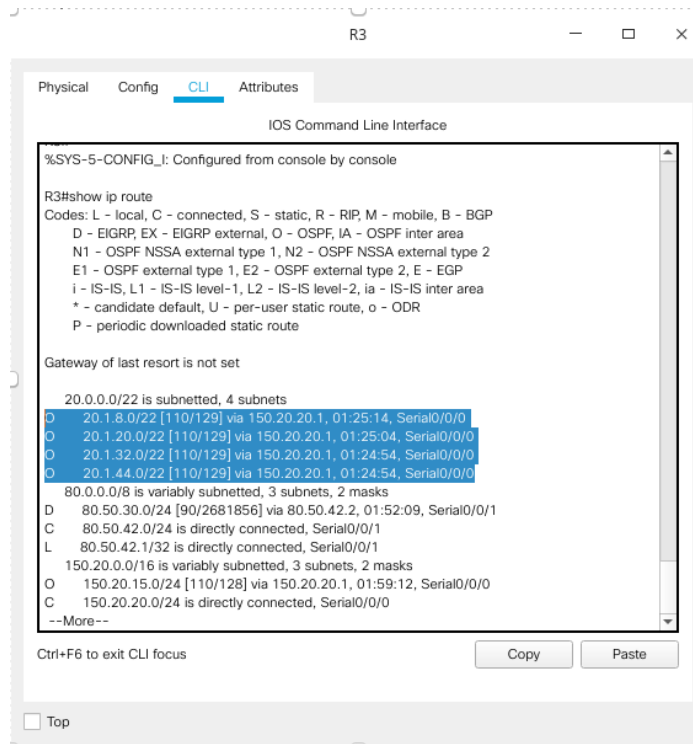 R3
Physical Config CLI Attributes
IOS Command Line Interface
%SYS-5-CONFIG_I: Configured from console by console
R3#show ip route
Codes: L - local, C - connected, S - static, R - RIP, M - mobile, B - BGP
D - EIGRP, EX - EIGRP external, O - OSPF, IA - OSPF inter area
N1 - OSPF NSSA external type 1, N2 - OSPF NSSA external type 2
E1 - OSPF external type 1, E2 - OSPF external type 2, E - EGP
i - IS-IS, L1 - IS-IS level-1, L2 - IS-IS level-2, ia - IS-IS inter area
* - candidate default, U - per-user static route, o - ODR
P - periodic downloaded static route
Gateway of last resort is not set
20.0.0.0/22 is subnetted, 4 subnets
O 20.1.8.0/22 [110/129] via 150.20.20.1, 01:25:14, Serial0/0/0
O 20.1.20.0/22 [110/129] via 150.20.20.1, 01:25:04, Serial0/0/0
O 20.1.32.0/22 [110/129] via 150.20.20.1, 01:24:54, Serial0/0/0
O 20.1.44.0/22 [110/129] via 150.20.20.1, 01:24:54, Serial0/0/0
80.0.0.0/8 is variably subnetted, 3 subnets, 2 masks
D 80.50.30.0/24 [90/2681856] via 80.50.42.2, 01:52:09, Serial0/0/1
C 80.50.42.0/24 is directly connected, Serial0/0/1
L 80.50.42.1/32 is directly connected, Serial0/0/1
150.20.0.0/16 is variably subnetted, 3 subnets, 2 masks
O 150.20.15.0/24 [110/128] via 150.20.20.1, 01:59:12, Serial0/0/0
C 150.20.20.0/24 is directly connected, Serial0/0/0
--More--
Ctrl+F6 to exit CLI focus
Copy Paste
Top